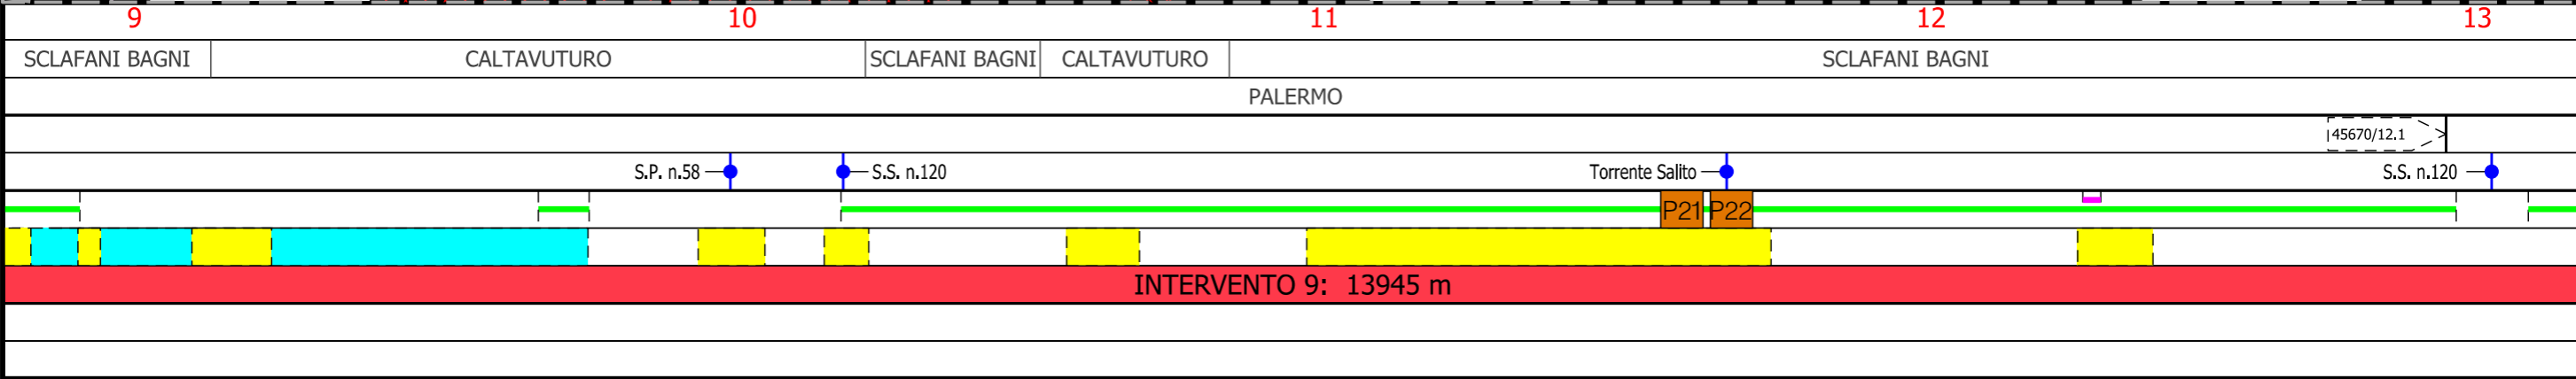 9 10 11 12 13
SCLAFANI BAGNI CALTAVUTURO SCLAFANI BAGNI CALTAVUTURO SCLAFANI BAGNI
PALERMO
45670/12.1
S.P. n.58 S.S. n.120 Torrente Salito S.S. n.120
P21 P22
INTERVENTO 9: 13945 m